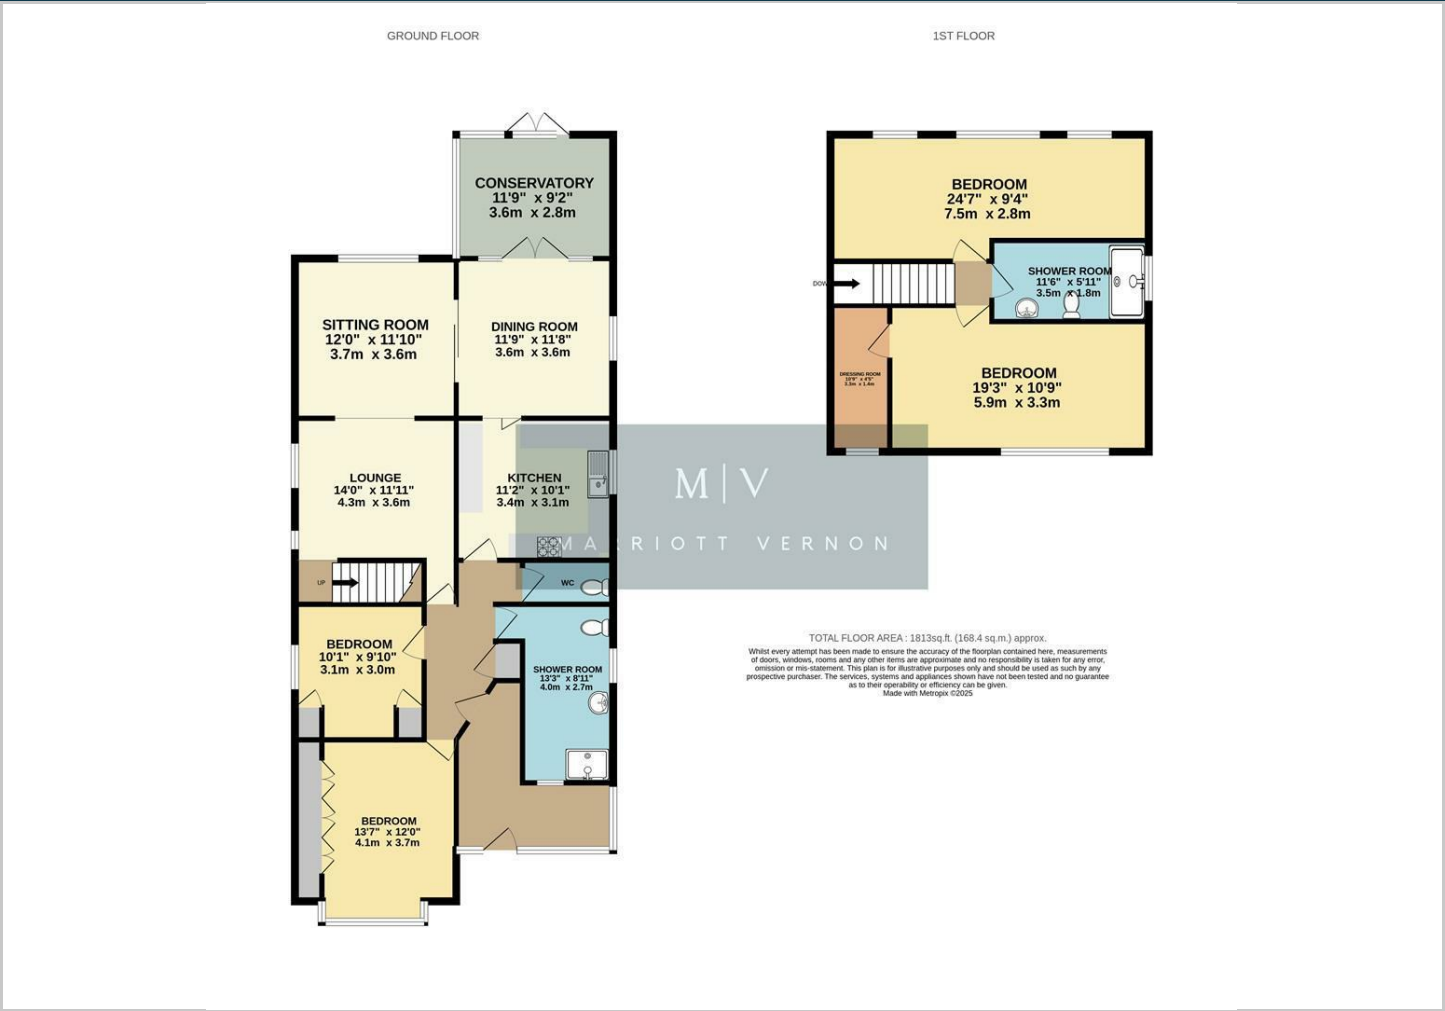 GROUND FLOOR
1ST FLOOR
CONSERVATORY
11'9" x 9'2"
3.6m x 2.8m
SITTING ROOM
12'0" x 11'10"
3.7m x 3.6m
DINING ROOM
11'9" x 11'8"
3.6m x 3.6m
LOUNGE
14'0" x 11'11"
4.3m x 3.6m
KITCHEN
11'2" x 10'1"
3.4m x 3.1m
UP
WC
BEDROOM
10'1" x 9'10"
3.1m x 3.0m
SHOWER ROOM
13'3" x 8'11"
4.0m x 2.7m
BEDROOM
13'7" x 12'0"
4.1m x 3.7m
BEDROOM
24'7" x 9'4"
7.5m x 2.8m
SHOWER ROOM
11'6" x 5'11"
3.5m x 1.8m
DRESSING ROOM
BEDROOM
19'3" x 10'9"
5.9m x 3.3m
M|V
MARRIOTT VERNON
TOTAL FLOOR AREA : 1813sq.ft. (168.4 sq.m.) approx.
Whilst every attempt has been made to ensure the accuracy of the floorplan contained here, measurements
of doors, windows, rooms and any other items are approximate and no responsibility is taken for any error,
omission or mis-statement. This plan is for illustrative purposes only and should be used as such by any
prospective purchaser. The services, systems and appliances shown have not been tested and no guarantee
as to their operability or efficiency can be given.
Made with Metropix ©2025